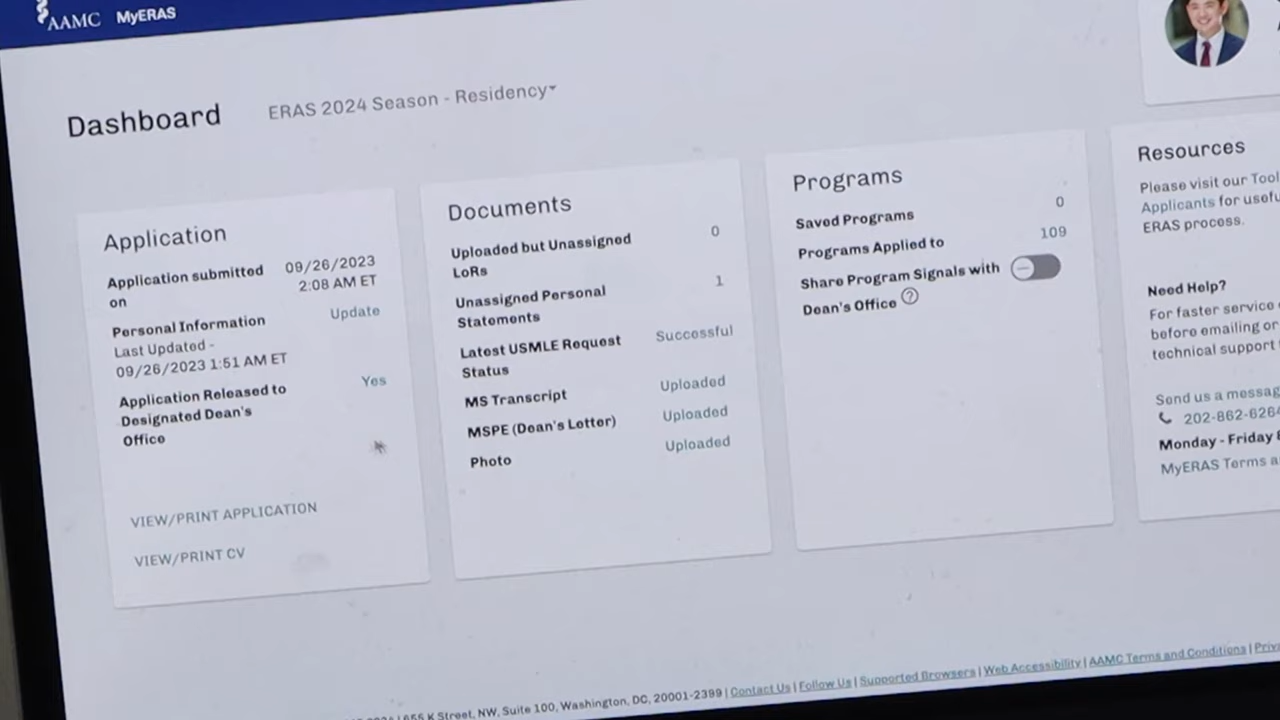 AAMC MyERAS
Dashboard
ERAS 2024 Season - Residency
Application
Application submitted on
09/26/2023
2:08 AM ET
Personal Information
Last Updated -
09/26/2023 1:51 AM ET
Update
Application Released to
Designated Dean's
Office
Yes
VIEW/PRINT APPLICATION
VIEW/PRINT CV
Documents
Uploaded but Unassigned
LoRs
0
Unassigned Personal
Statements
1
Latest USMLE Request
Status
Successful
MS Transcript
Uploaded
MSPE (Dean's Letter)
Uploaded
Photo
Uploaded
Programs
Saved Programs
0
Programs Applied to
109
Share Program Signals with
Dean's Office ?
Resources
Please visit our Tool
Applicants for usefu
ERAS process.
Need Help?
For faster service
before emailing or
technical support
Send us a messag
202-862-6264
Monday - Friday
MyERAS Terms a
655 K Street, NW, Suite 100, Washington, DC, 20001-2399 | Contact Us | Follow Us | Supported Browsers | Web Accessibility | AAMC Terms and Conditions | Priv